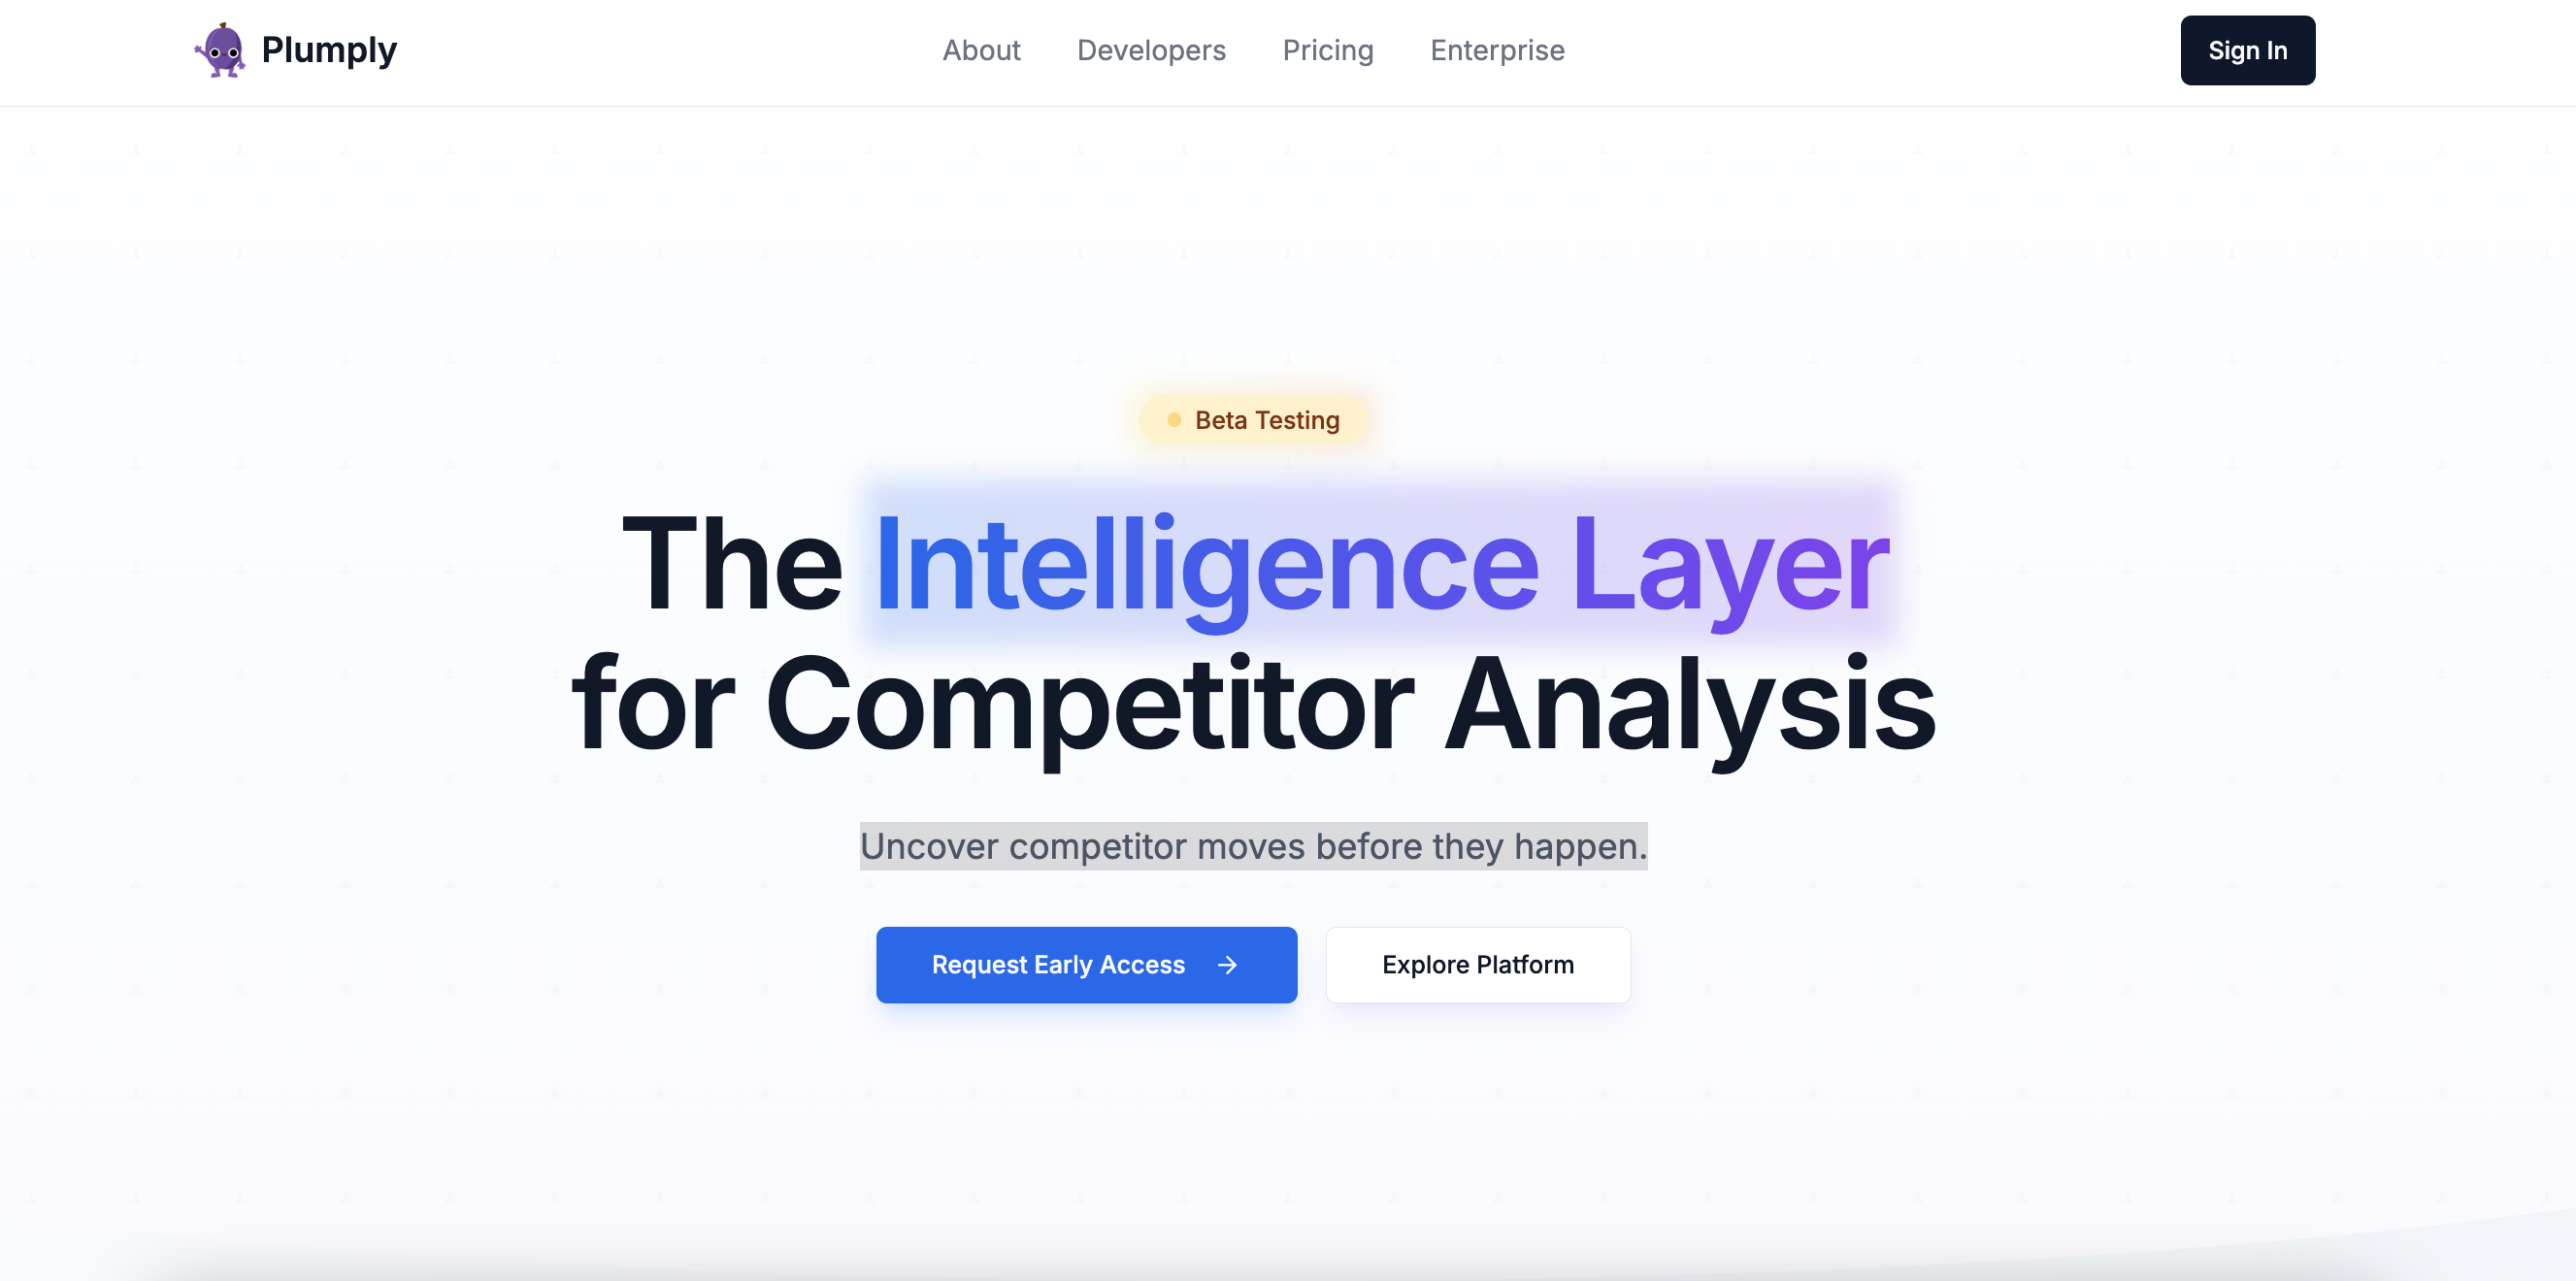 Plumply
About
Developers
Pricing
Enterprise
Sign In
Beta Testing
The Intelligence Layer
for Competitor Analysis
Uncover competitor moves before they happen.
Request Early Access
Explore Platform